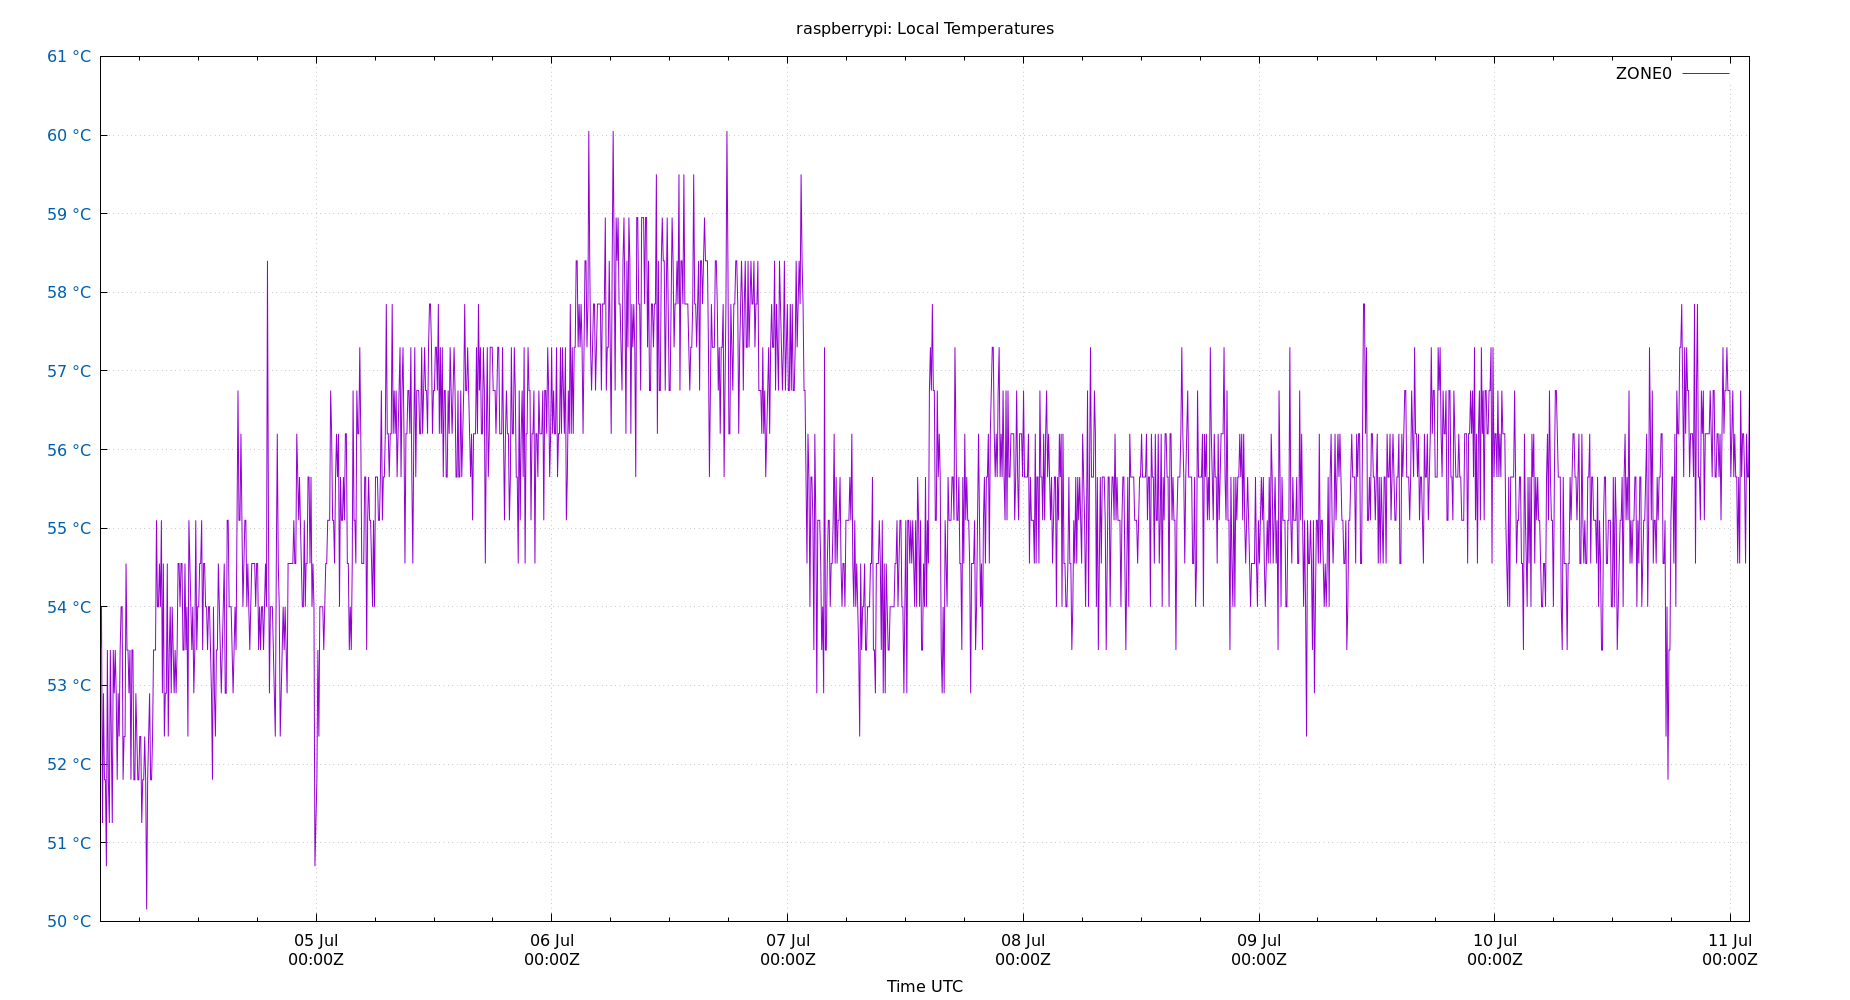 raspberrypi: Local Temperatures
61 °C
ZONE0
60 °C
59 °C
58 °C
57 °C
56 °C
55 °C
54 °C
53 °C
52 °C
51 °C
50 °C
05 Jul 06 Jul 07 Jul 08 Jul 09 Jul 10 Jul 11 Jul
00:00Z 00:00Z 00:00Z 00:00Z 00:00Z 00:00Z 00:00Z
Time UTC